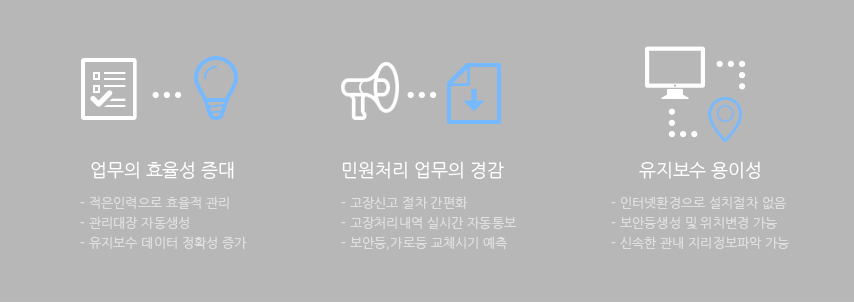 업무의 효율성 증대
- 적은인력으로 효율적 관리
- 관리대장 자동생성
- 유지보수 데이터 정확성 증가
민원처리 업무의 경감
- 고장신고 절차 간편화
- 고장처리내역 실시간 자동통보
- 보안등,가로등 교체시기 예측
유지보수 용이성
- 인터넷환경으로 설치절차 없음
- 보안등생성 및 위치변경 가능
- 신속한 관내 지리정보파악 가능